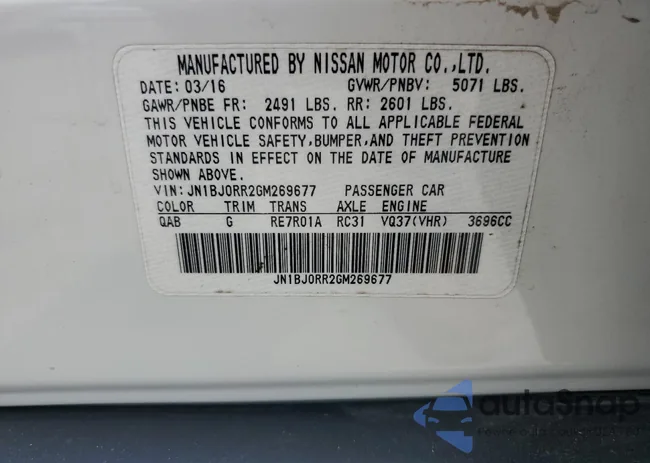 MANUFACTURED BY NISSAN MOTOR CO.,LTD.
DATE: 03/16 GVWR/PNBV: 5071 LBS.
GAWR/PNBE FR: 2491 LBS. RR: 2601 LBS.
THIS VEHICLE CONFORMS TO ALL APPLICABLE FEDERAL
MOTOR VEHICLE SAFETY,BUMPER,AND THEFT PREVENTION
STANDARDS IN EFFECT ON THE DATE OF MANUFACTURE
SHOWN ABOVE.
VIN:JN1BJ0RR2GM269677 PASSENGER CAR
COLOR TRIM TRANS AXLE ENGINE
QAB G RE7R01A RC31 VQ37(VHR) 3696CC
JN1BJ0RR2GM269677
autoSnap